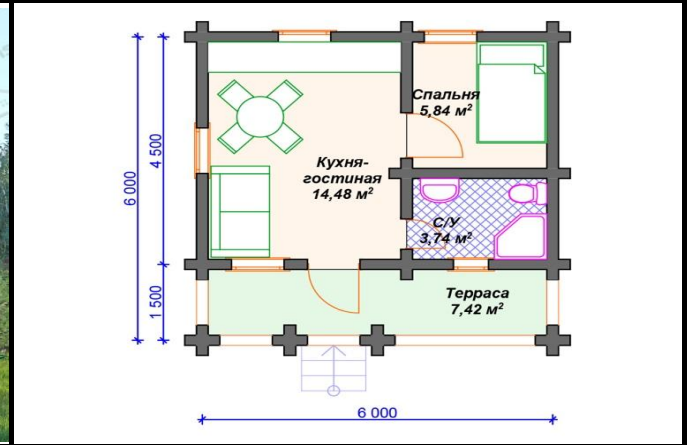 Спальня
5,84 м²
Кухня-
гостиная
14,48 м²
С/У
3,74 м²
Терраса
7,42 м²
6 000
4 500
1 500
6 000